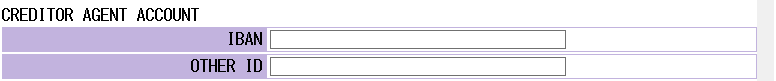 CREDITOR AGENT ACCOUNT
IBAN
OTHER ID